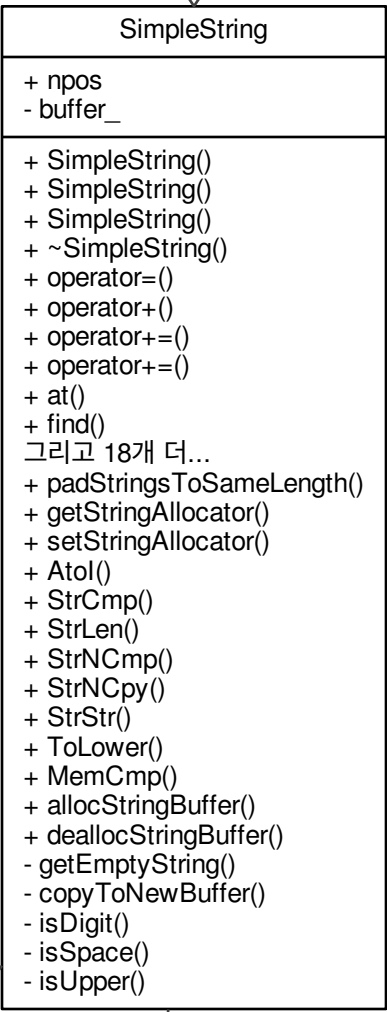 SimpleString
+ npos
- buffer_
+ SimpleString()
+ SimpleString()
+ SimpleString()
+ ~SimpleString()
+ operator=()
+ operator+()
+ operator+=()
+ operator+=()
+ at()
+ find()
그리고 18개 더...
+ padStringsToSameLength()
+ getStringAllocator()
+ setStringAllocator()
+ AtoI()
+ StrCmp()
+ StrLen()
+ StrNCmp()
+ StrNCpy()
+ StrStr()
+ ToLower()
+ MemCmp()
+ allocStringBuffer()
+ deallocStringBuffer()
- getEmptyString()
- copyToNewBuffer()
- isDigit()
- isSpace()
- isUpper()